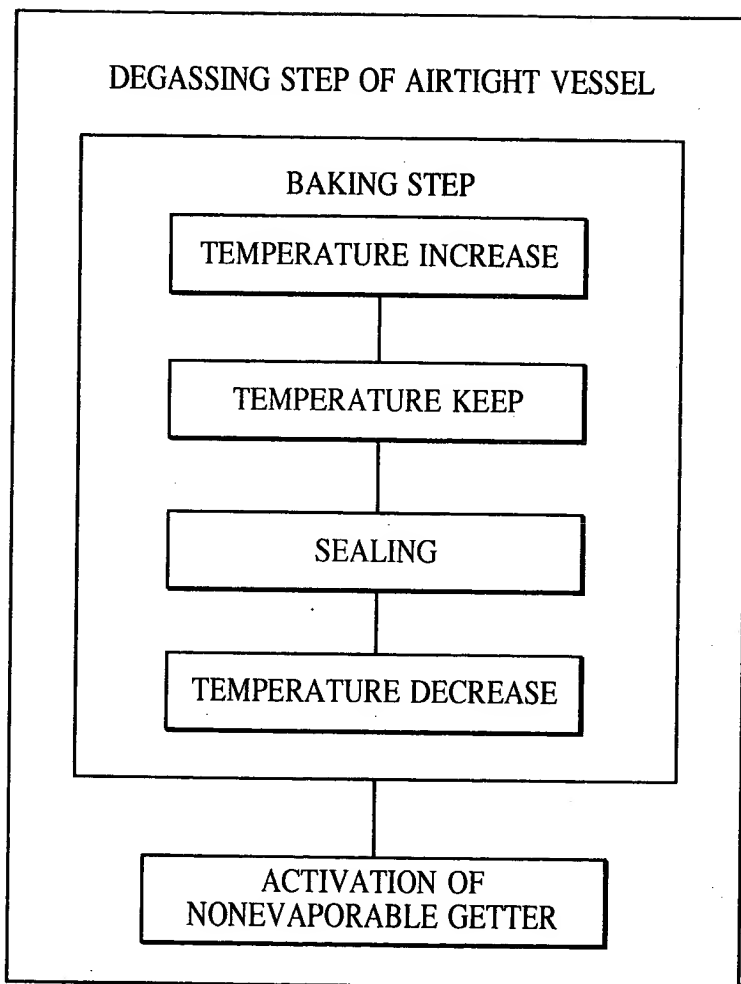 DEGASSING STEP OF AIRTIGHT VESSEL
BAKING STEP
TEMPERATURE INCREASE
TEMPERATURE KEEP
SEALING
TEMPERATURE DECREASE
ACTIVATION OF
NONEVAPORABLE GETTER